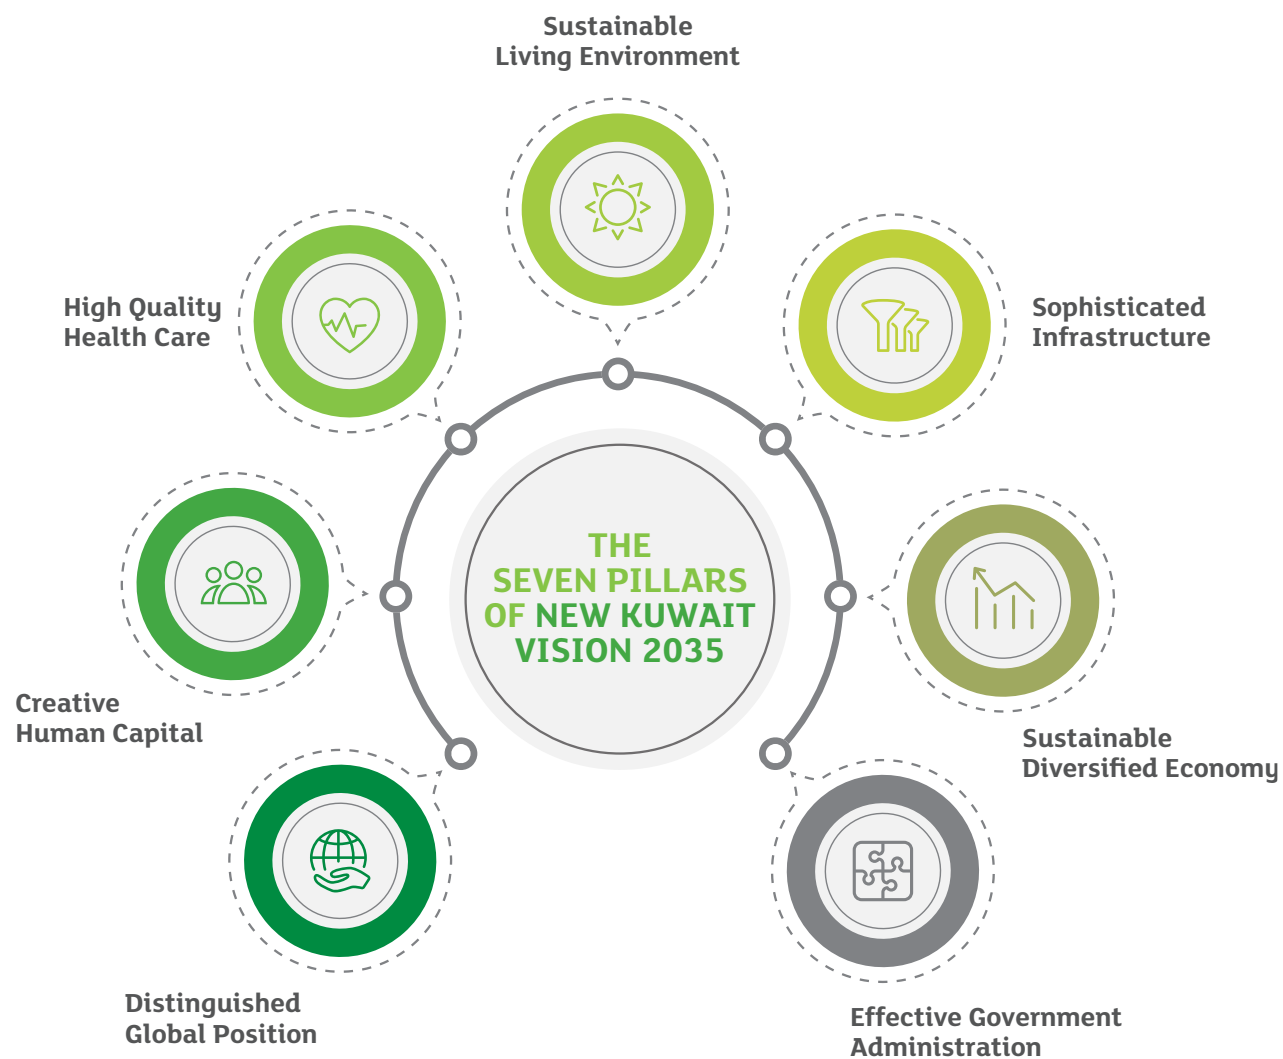 Sustainable
Living Environment
High Quality
Health Care
Sophisticated
Infrastructure
THE
SEVEN PILLARS
OF NEW KUWAIT
VISION 2035
Creative
Human Capital
Sustainable
Diversified Economy
Distinguished
Global Position
Effective Government
Administration